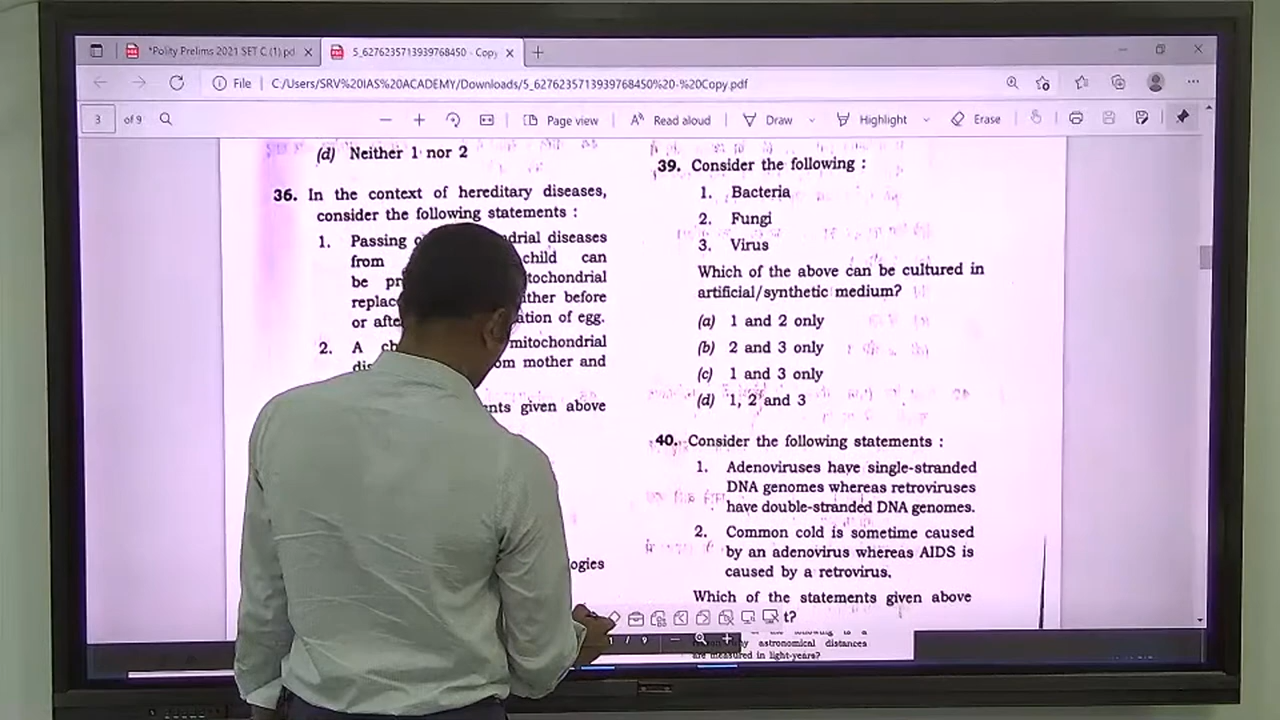 *Polity Prelims 2021 SET C (1).pd
5_6276235713939768450 - Copy
File C:/Users/SRV%20IAS%20ACADEMY/Downloads/5_6276235713939768450%20-%20Copy.pdf
3 of 9 Page view Read aloud Draw Highlight Erase
(d) Neither 1 nor 2
36. In the context of hereditary diseases,
consider the following statements :
1. Passing drial diseases
from child can
be tochondrial
ither before
or ation of egg.
2. A mitochondrial
om mother and
nts given above
ogies
39. Consider the following :
1. Bacteria
2. Fungi
3. Virus
Which of the above can be cultured in
artificial/synthetic medium?
(a) 1 and 2 only
(b) 2 and 3 only
(c) 1 and 3 only
(d) 1, 2 and 3
40. Consider the following statements :
1. Adenoviruses have single-stranded
DNA genomes whereas retroviruses
have double-stranded DNA genomes.
2. Common cold is sometime caused
by an adenovirus whereas AIDS is
caused by a retrovirus.
Which of the statements given above
t?
1 / 9
astronomical distances
are measured in light-years?